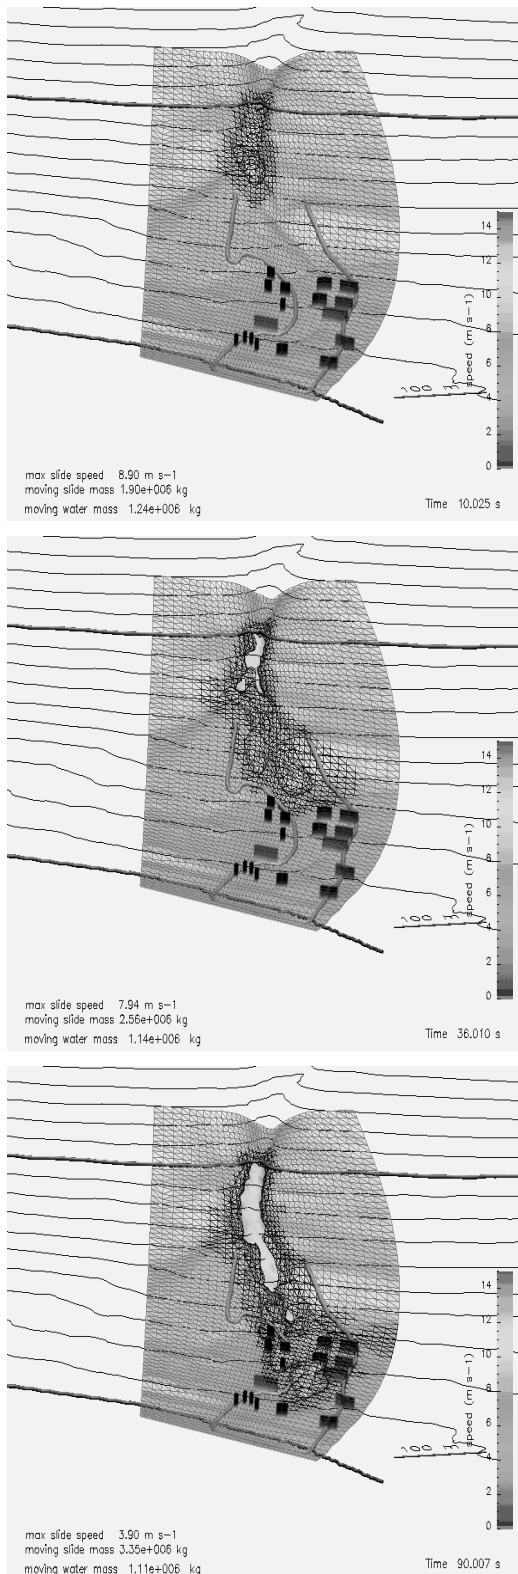 14
12
10
8
6
4
2
0
speed (m s-1)
max slide speed 8.90 m s-1
moving slide mass 1.90e+006 kg
moving water mass 1.24e+006 kg
Time 10.025 s
14
12
10
8
6
4
2
0
speed (m s-1)
max slide speed 7.94 m s-1
moving slide mass 2.56e+006 kg
moving water mass 1.14e+006 kg
Time 36.010 s
14
12
10
8
6
4
2
0
speed (m s-1)
max slide speed 3.90 m s-1
moving slide mass 3.35e+006 kg
moving water mass 1.11e+006 kg
Time 90.007 s